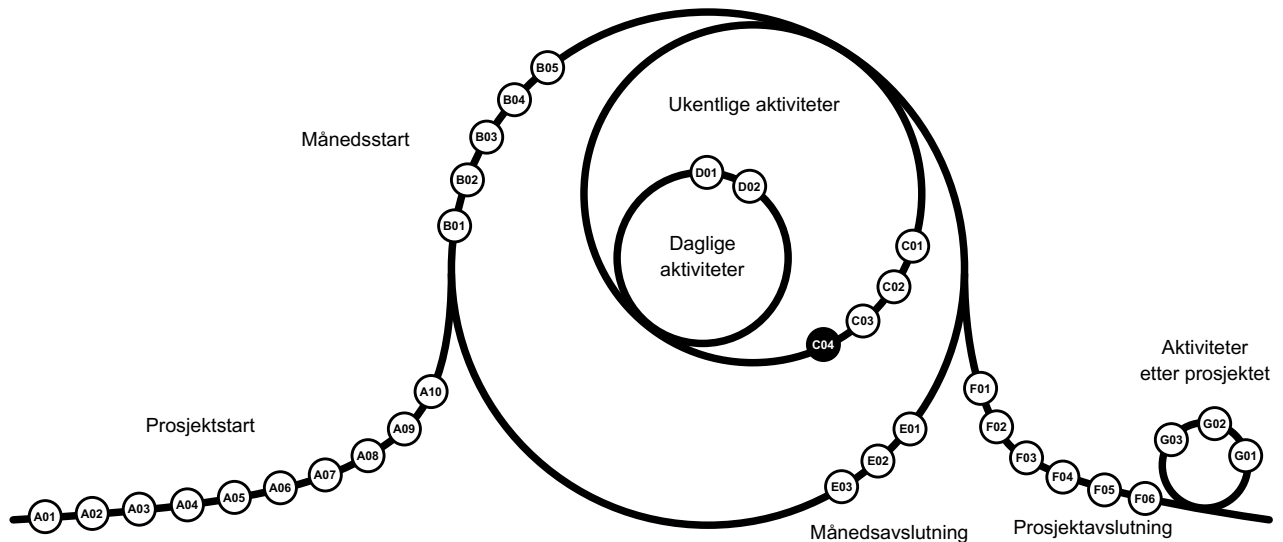 Prosjektstart
A01
A02
A03
A04
A05
A06
A07
A08
A09
A10
Månedsstart
B01
B02
B03
B04
B05
Ukentlige aktiviteter
C01
C02
C03
C04
Daglige
aktiviteter
D01
D02
Månedsavslutning
E01
E02
E03
Prosjektavslutning
F01
F02
F03
F04
F05
F06
Aktiviteter
etter prosjektet
G01
G02
G03